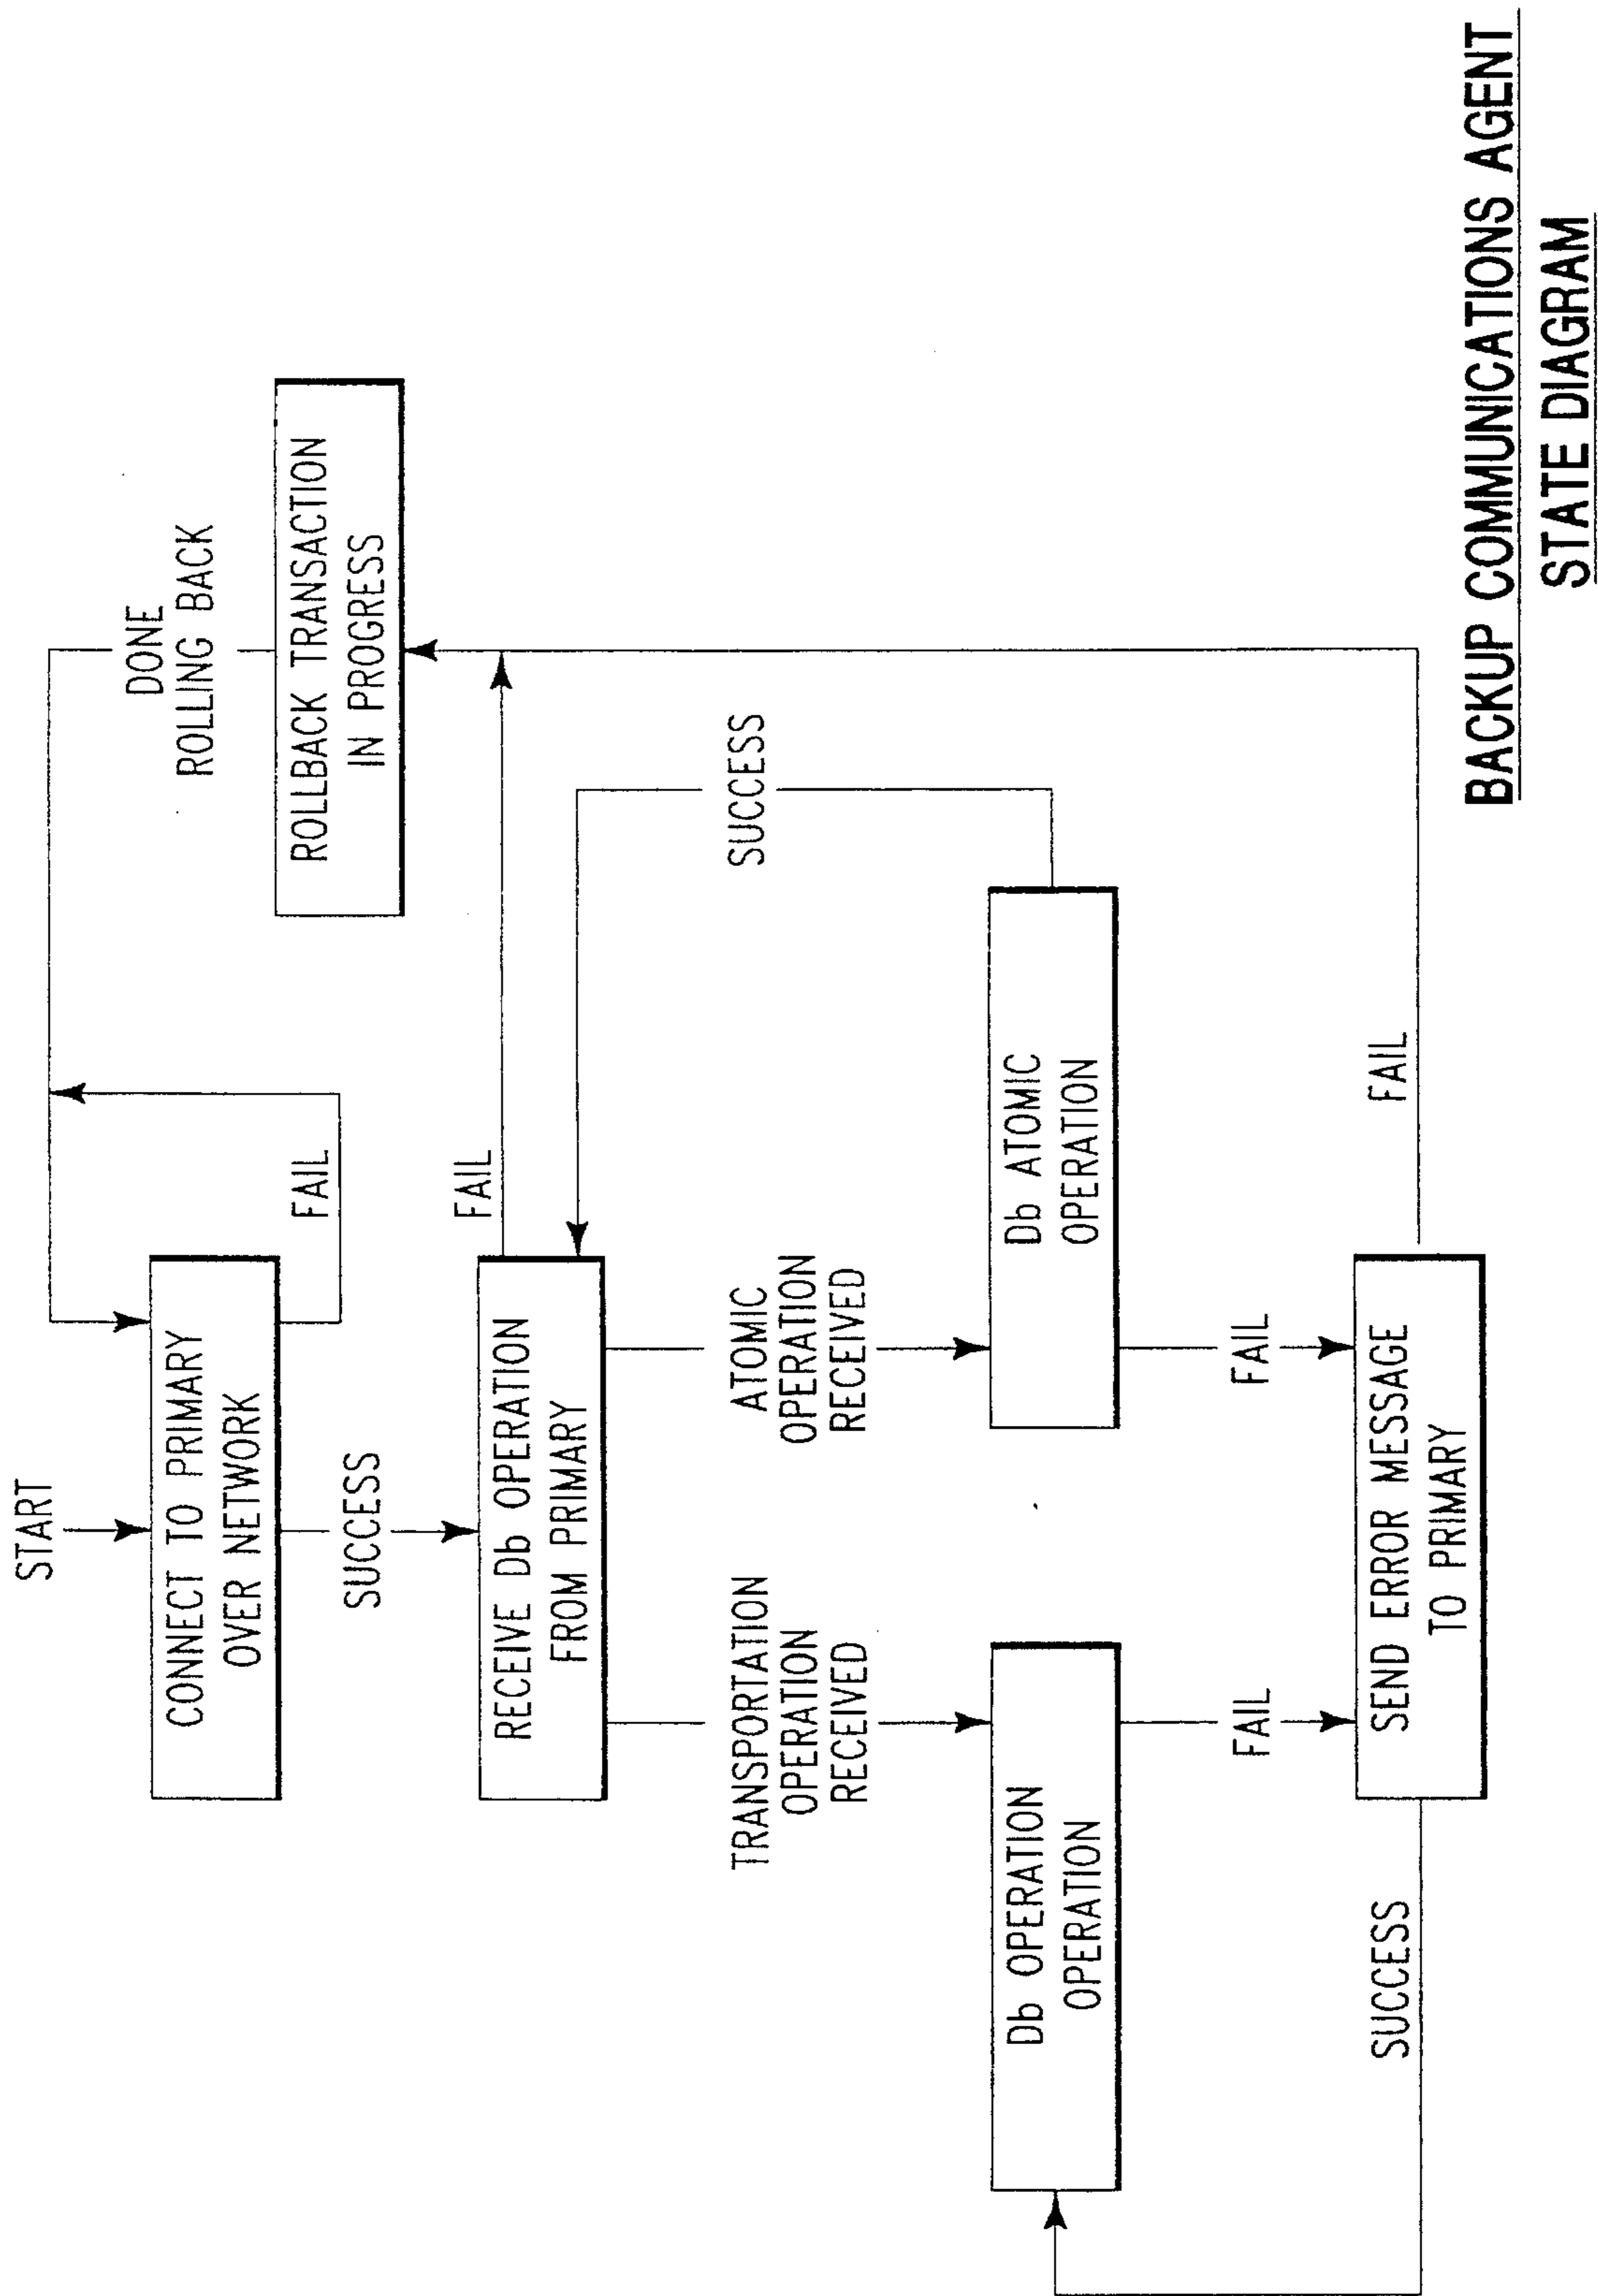 START
CONNECT TO PRIMARY
OVER NETWORK
FAIL
DONE
ROLLING BACK
SUCCESS
ROLLBACK TRANSACTION
IN PROGRESS
RECEIVE Db OPERATION
FROM PRIMARY
FAIL
TRANSPORTATION
OPERATION
RECEIVED
ATOMIC
OPERATION
RECEIVED
SUCCESS
Db OPERATION
OPERATION
Db ATOMIC
OPERATION
FAIL
FAIL
SUCCESS
SEND ERROR MESSAGE
TO PRIMARY
FAIL
BACKUP COMMUNICATIONS AGENT
STATE DIAGRAM